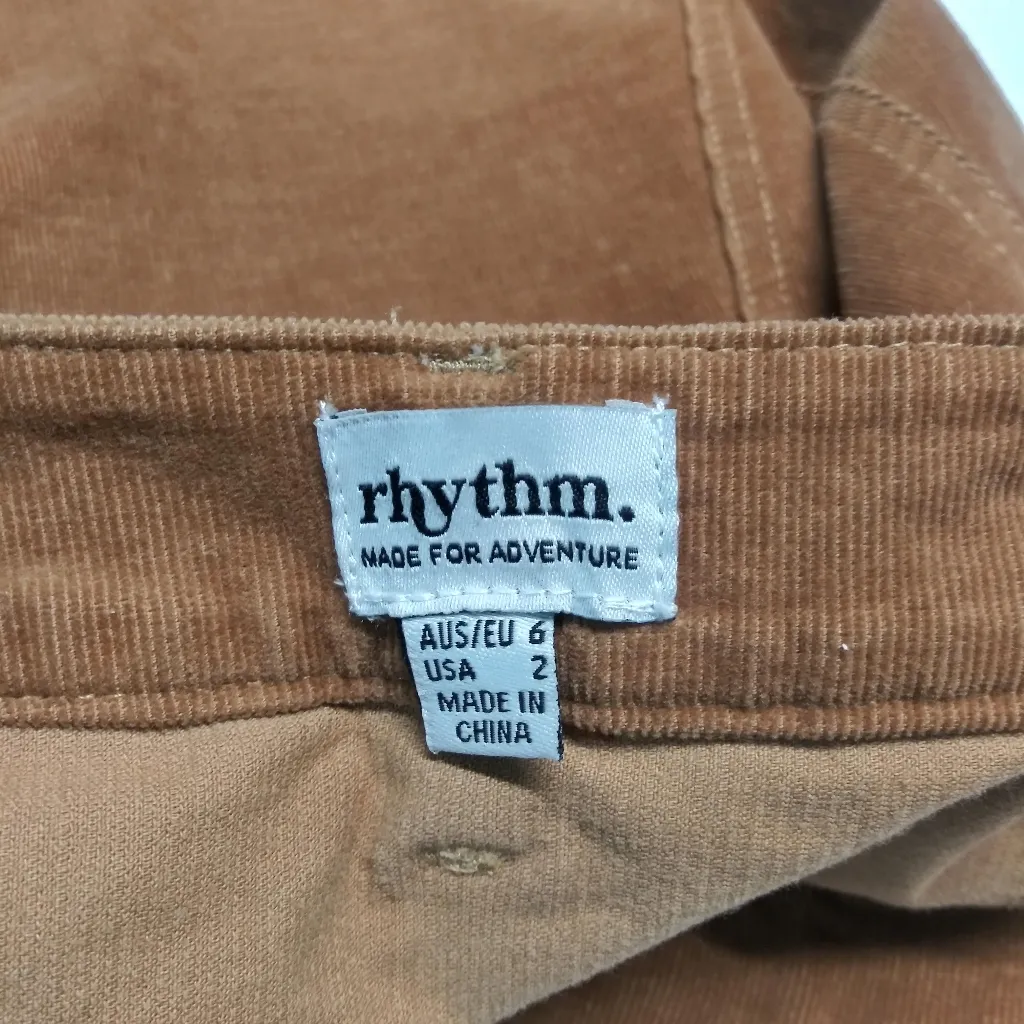 rhythm.
MADE FOR ADVENTURE
AUS/EU 6
USA 2
MADE IN
CHINA